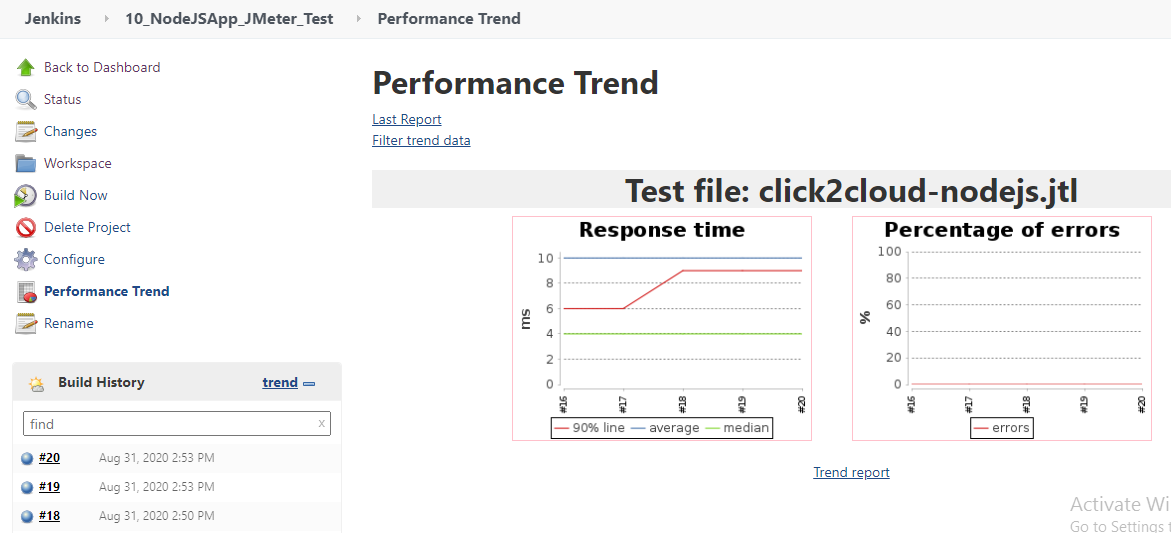 Jenkins 10_NodeJSApp_JMeter_Test Performance Trend
Back to Dashboard
Status
Changes
Workspace
Build Now
Delete Project
Configure
Performance Trend
Rename
Build History trend
find x
#20 Aug 31, 2020 2:53 PM
#19 Aug 31, 2020 2:53 PM
#18 Aug 31, 2020 2:50 PM
Performance Trend
Last Report
Filter trend data
Test file: click2cloud-nodejs.jtl
Response time
ms
10
8
6
4
2
0
#16 #17 #18 #19 #20
90% line average median
Percentage of errors
%
100
80
60
40
20
0
#16 #17 #18 #19 #20
errors
Trend report
Activate Wi
Go to Settings t